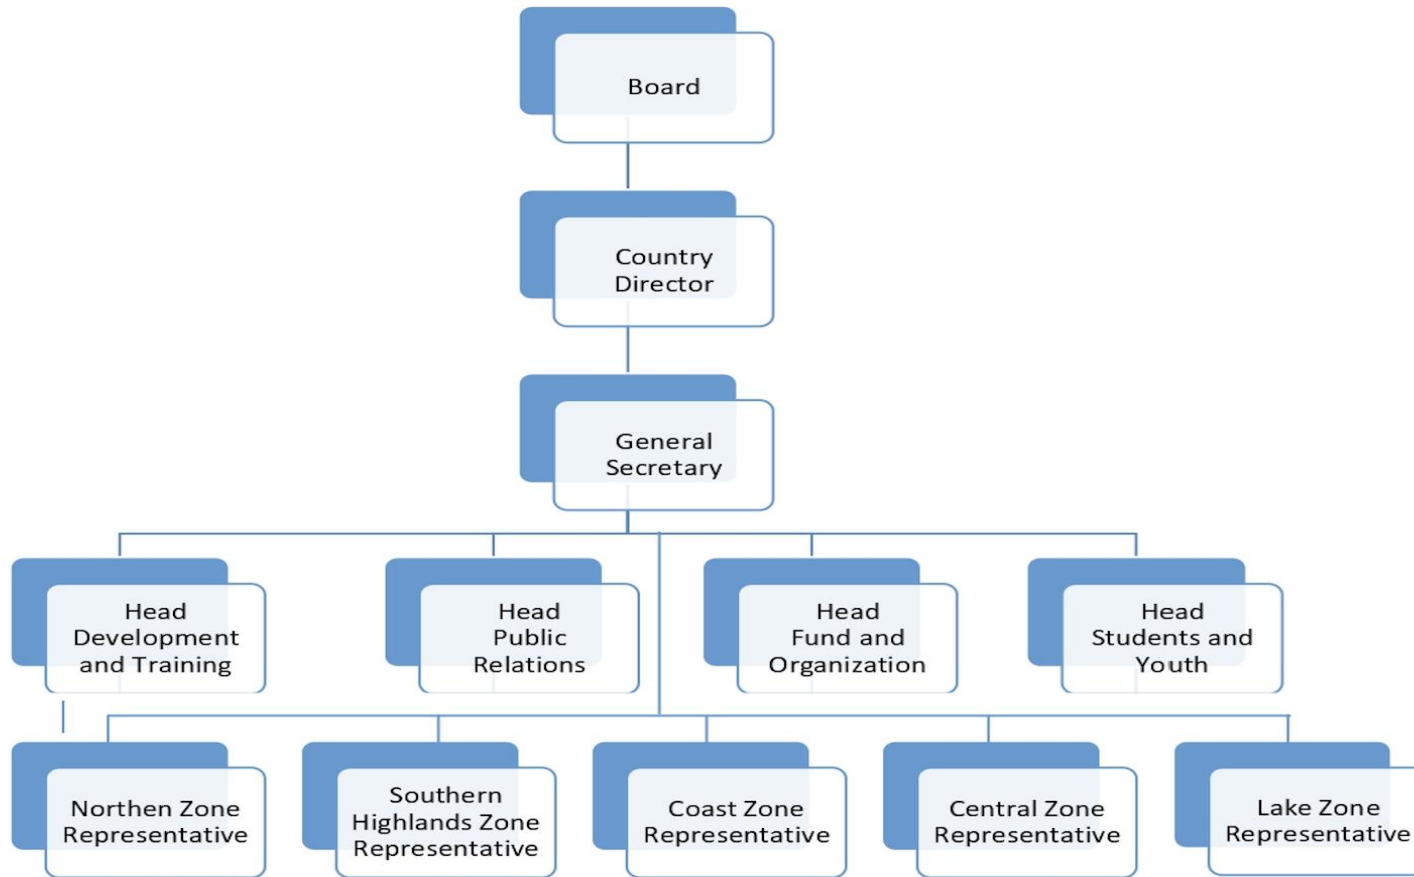 Board
Country
Director
General
Secretary
Head
Development
and Training
Head
Public
Relations
Head
Fund and
Organization
Head
Students and
Youth
Northen Zone
Representative
Southern
Highlands Zone
Representative
Coast Zone
Representative
Central Zone
Representative
Lake Zone
Representative